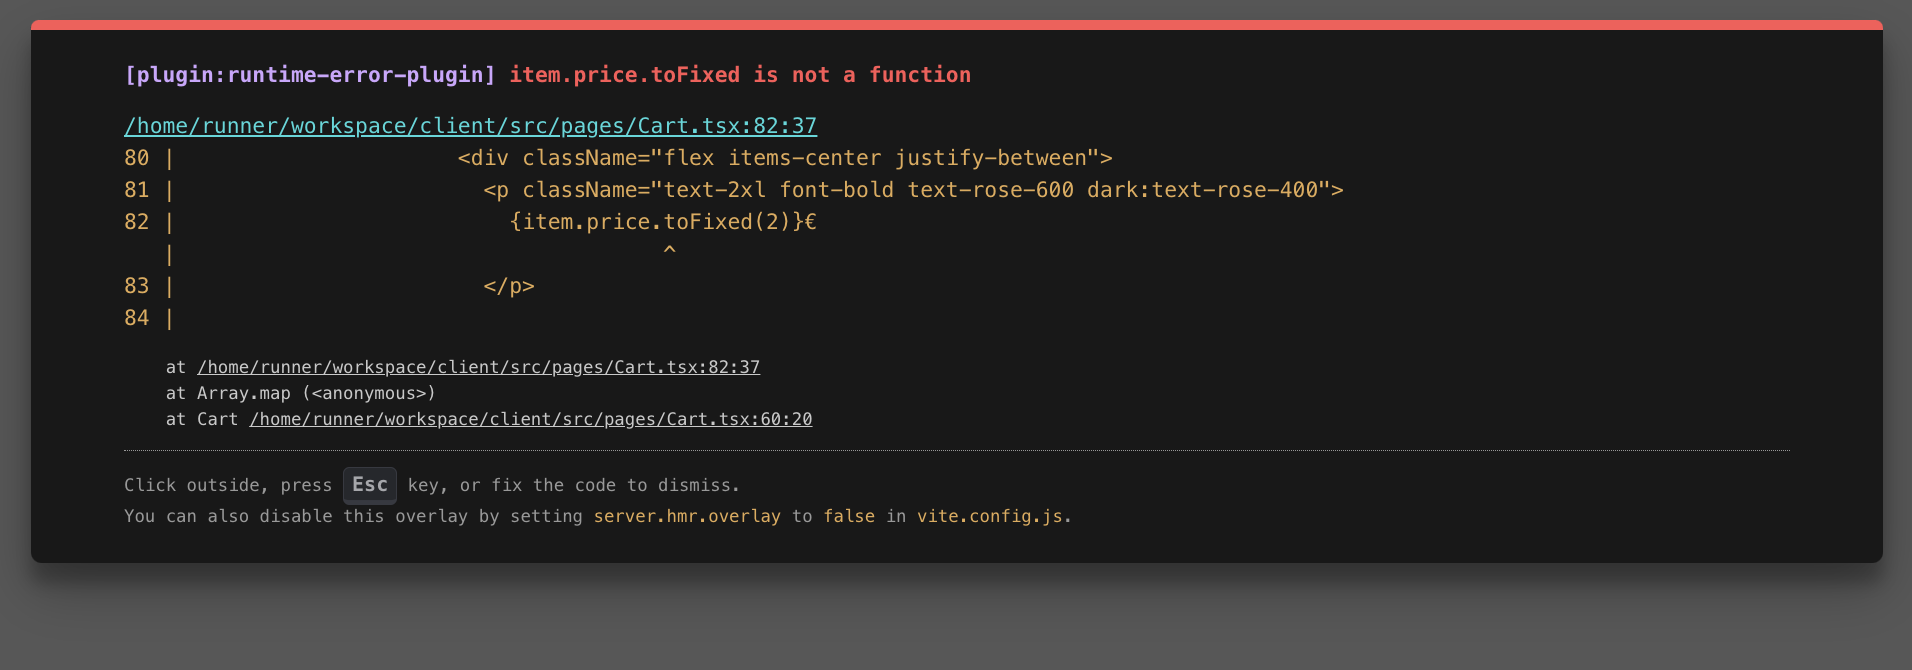 [plugin:runtime-error-plugin] item.price.toFixed is not a function
/home/runner/workspace/client/src/pages/Cart.tsx:82:37
80 |                      <div className="flex items-center justify-between">
81 |                        <p className="text-2xl font-bold text-rose-600 dark:text-rose-400">
82 |                          {item.price.toFixed(2)}€
   |                                      ^
83 |                        </p>
84 |
at /home/runner/workspace/client/src/pages/Cart.tsx:82:37
at Array.map (<anonymous>)
at Cart /home/runner/workspace/client/src/pages/Cart.tsx:60:20
Click outside, press Esc key, or fix the code to dismiss.
You can also disable this overlay by setting server.hmr.overlay to false in vite.config.js.